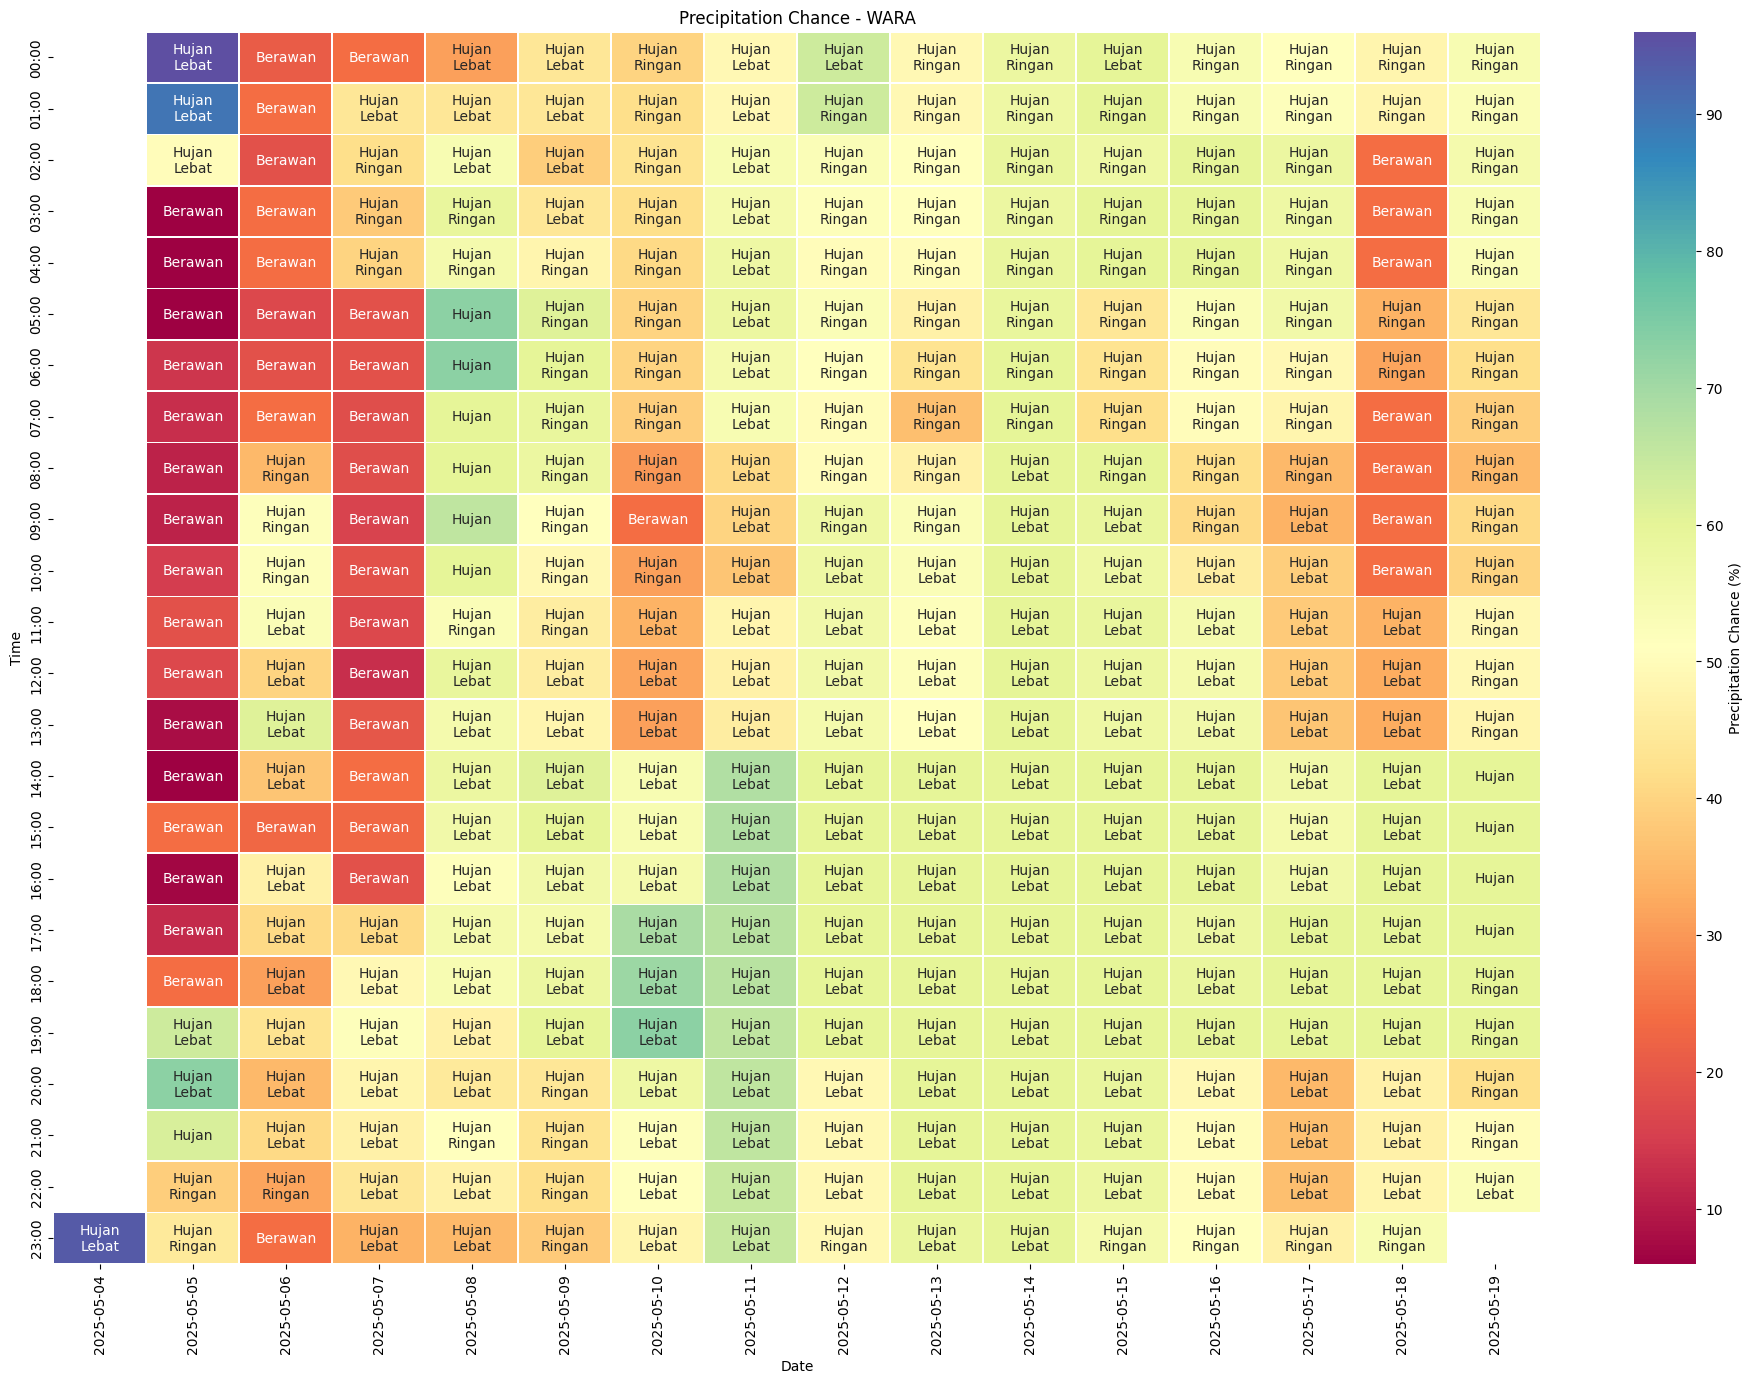 Precipitation Chance - WARA
00:00 Hujan Lebat Berawan Berawan Hujan Lebat Hujan Lebat Hujan Ringan Hujan Lebat Hujan Lebat Hujan Ringan Hujan Ringan Hujan Lebat Hujan Ringan Hujan Ringan Hujan Ringan Hujan Ringan
01:00 Hujan Lebat Berawan Hujan Lebat Hujan Lebat Hujan Lebat Hujan Ringan Hujan Lebat Hujan Ringan Hujan Ringan Hujan Ringan Hujan Ringan Hujan Ringan Hujan Ringan Hujan Ringan Hujan Ringan
02:00 Hujan Lebat Berawan Hujan Ringan Hujan Lebat Hujan Lebat Hujan Ringan Hujan Lebat Hujan Ringan Hujan Ringan Hujan Ringan Hujan Ringan Hujan Ringan Hujan Ringan Berawan Hujan Ringan
03:00 Berawan Berawan Hujan Ringan Hujan Ringan Hujan Lebat Hujan Ringan Hujan Lebat Hujan Ringan Hujan Ringan Hujan Ringan Hujan Ringan Hujan Ringan Hujan Ringan Berawan Hujan Ringan
04:00 Berawan Berawan Hujan Ringan Hujan Ringan Hujan Ringan Hujan Ringan Hujan Lebat Hujan Ringan Hujan Ringan Hujan Ringan Hujan Ringan Hujan Ringan Hujan Ringan Berawan Hujan Ringan
05:00 Berawan Berawan Berawan Hujan Hujan Ringan Hujan Ringan Hujan Lebat Hujan Ringan Hujan Ringan Hujan Ringan Hujan Ringan Hujan Ringan Hujan Ringan Hujan Ringan Hujan Ringan
06:00 Berawan Berawan Berawan Hujan Hujan Ringan Hujan Ringan Hujan Lebat Hujan Ringan Hujan Ringan Hujan Ringan Hujan Ringan Hujan Ringan Hujan Ringan Hujan Ringan Hujan Ringan
07:00 Berawan Berawan Berawan Hujan Hujan Ringan Hujan Ringan Hujan Lebat Hujan Ringan Hujan Ringan Hujan Ringan Hujan Ringan Hujan Ringan Hujan Ringan Berawan Hujan Ringan
08:00 Berawan Hujan Ringan Berawan Hujan Hujan Ringan Hujan Ringan Hujan Lebat Hujan Ringan Hujan Ringan Hujan Lebat Hujan Ringan Hujan Ringan Hujan Lebat Berawan Hujan Ringan
09:00 Berawan Hujan Ringan Berawan Hujan Hujan Ringan Berawan Hujan Lebat Hujan Ringan Hujan Ringan Hujan Lebat Hujan Lebat Hujan Ringan Hujan Lebat Berawan Hujan Ringan
10:00 Berawan Hujan Ringan Berawan Hujan Hujan Ringan Hujan Ringan Hujan Lebat Hujan Lebat Hujan Lebat Hujan Lebat Hujan Lebat Hujan Lebat Hujan Lebat Berawan Hujan Ringan
11:00 Berawan Hujan Lebat Berawan Hujan Ringan Hujan Ringan Hujan Lebat Hujan Lebat Hujan Lebat Hujan Lebat Hujan Lebat Hujan Lebat Hujan Lebat Hujan Lebat Hujan Lebat Hujan Ringan
12:00 Berawan Hujan Lebat Berawan Hujan Lebat Hujan Lebat Hujan Lebat Hujan Lebat Hujan Lebat Hujan Lebat Hujan Lebat Hujan Lebat Hujan Lebat Hujan Lebat Hujan Lebat Hujan Ringan
13:00 Berawan Hujan Lebat Berawan Hujan Lebat Hujan Lebat Hujan Lebat Hujan Lebat Hujan Lebat Hujan Lebat Hujan Lebat Hujan Lebat Hujan Lebat Hujan Lebat Hujan Lebat Hujan Ringan
14:00 Berawan Hujan Lebat Berawan Hujan Lebat Hujan Lebat Hujan Lebat Hujan Lebat Hujan Lebat Hujan Lebat Hujan Lebat Hujan Lebat Hujan Lebat Hujan Lebat Hujan Lebat Hujan
15:00 Berawan Berawan Berawan Hujan Lebat Hujan Lebat Hujan Lebat Hujan Lebat Hujan Lebat Hujan Lebat Hujan Lebat Hujan Lebat Hujan Lebat Hujan Lebat Hujan Lebat Hujan
16:00 Berawan Hujan Lebat Berawan Hujan Lebat Hujan Lebat Hujan Lebat Hujan Lebat Hujan Lebat Hujan Lebat Hujan Lebat Hujan Lebat Hujan Lebat Hujan Lebat Hujan Lebat Hujan
17:00 Berawan Hujan Lebat Hujan Lebat Hujan Lebat Hujan Lebat Hujan Lebat Hujan Lebat Hujan Lebat Hujan Lebat Hujan Lebat Hujan Lebat Hujan Lebat Hujan Lebat Hujan Lebat Hujan
18:00 Berawan Hujan Lebat Hujan Lebat Hujan Lebat Hujan Lebat Hujan Lebat Hujan Lebat Hujan Lebat Hujan Lebat Hujan Lebat Hujan Lebat Hujan Lebat Hujan Lebat Hujan Lebat Hujan Ringan
19:00 Hujan Lebat Hujan Lebat Hujan Lebat Hujan Lebat Hujan Lebat Hujan Lebat Hujan Lebat Hujan Lebat Hujan Lebat Hujan Lebat Hujan Lebat Hujan Lebat Hujan Lebat Hujan Lebat Hujan Ringan
20:00 Hujan Lebat Hujan Lebat Hujan Lebat Hujan Lebat Hujan Ringan Hujan Lebat Hujan Lebat Hujan Lebat Hujan Lebat Hujan Lebat Hujan Lebat Hujan Lebat Hujan Lebat Hujan Lebat Hujan Ringan
21:00 Hujan Hujan Lebat Hujan Lebat Hujan Ringan Hujan Ringan Hujan Lebat Hujan Lebat Hujan Lebat Hujan Lebat Hujan Lebat Hujan Lebat Hujan Lebat Hujan Lebat Hujan Lebat Hujan Ringan
22:00 Hujan Ringan Hujan Ringan Hujan Lebat Hujan Lebat Hujan Ringan Hujan Lebat Hujan Lebat Hujan Lebat Hujan Lebat Hujan Lebat Hujan Lebat Hujan Lebat Hujan Lebat Hujan Lebat Hujan Lebat
23:00 Hujan Lebat Hujan Ringan Berawan Hujan Lebat Hujan Lebat Hujan Ringan Hujan Lebat Hujan Lebat Hujan Ringan Hujan Lebat Hujan Lebat Hujan Ringan Hujan Ringan Hujan Ringan Hujan Ringan
Time
2025-05-04 2025-05-05 2025-05-06 2025-05-07 2025-05-08 2025-05-09 2025-05-10 2025-05-11 2025-05-12 2025-05-13 2025-05-14 2025-05-15 2025-05-16 2025-05-17 2025-05-18 2025-05-19
Date
90
80
70
60
50
40
30
20
10
Precipitation Chance (%)